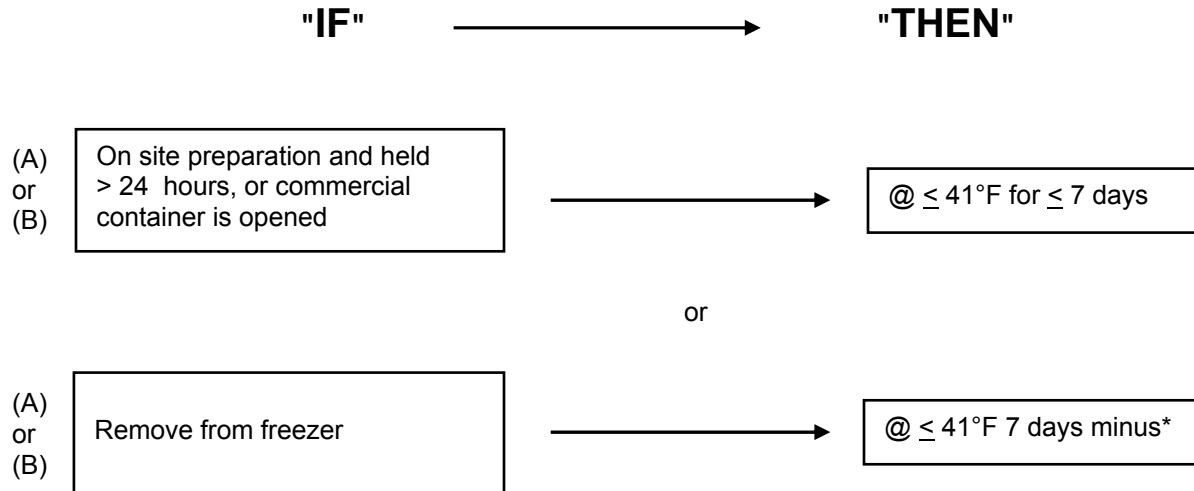 "IF" "THEN"
(A)
or
(B)
On site preparation and held
> 24 hours, or commercial
container is opened
@ ≤ 41°F for ≤ 7 days
or
(A)
or
(B)
Remove from freezer
@ ≤ 41°F 7 days minus*